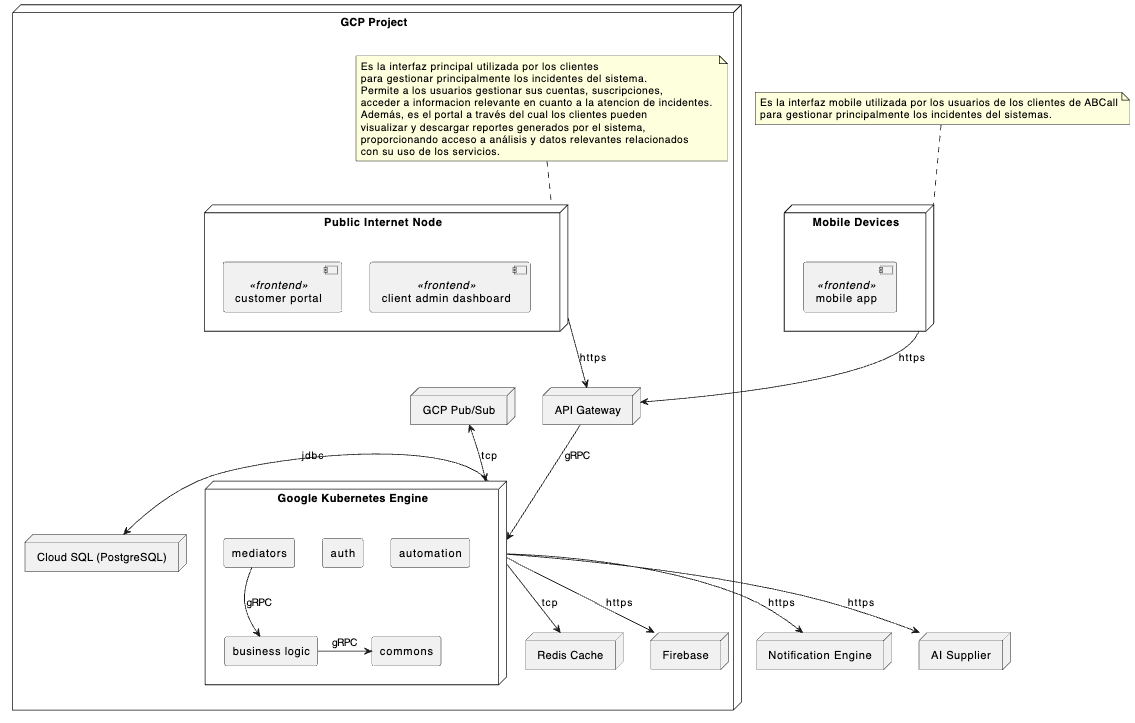 GCP Project
Es la interfaz principal utilizada por los clientes
para gestionar principalmente los incidentes del sistema.
Permite a los usuarios gestionar sus cuentas, suscripciones,
acceder a informacion relevante en cuanto a la atencion de incidentes.
Además, es el portal a través del cual los clientes pueden
visualizar y descargar reportes generados por el sistema,
proporcionando acceso a análisis y datos relevantes relacionados
con su uso de los servicios.
Es la interfaz mobile utilizada por los usuarios de los clientes de ABCall
para gestionar principalmente los incidentes del sistemas.
Public Internet Node
«frontend»
customer portal
«frontend»
client admin dashboard
Mobile Devices
«frontend»
mobile app
https
https
GCP Pub/Sub
API Gateway
jdbc
tcp
gRPC
Google Kubernetes Engine
Cloud SQL (PostgreSQL)
mediators
auth
automation
gRPC
tcp
https
https
https
business logic
gRPC
commons
Redis Cache
Firebase
Notification Engine
AI Supplier